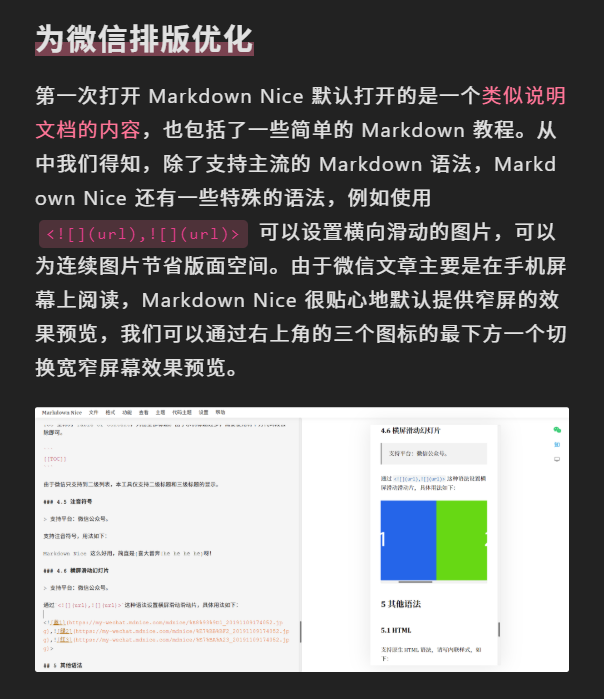 为微信排版优化
第一次打开 Markdown Nice 默认打开的是一个类似说明
文档的内容，也包括了一些简单的 Markdown 教程。从
中我们得知，除了支持主流的 Markdown 语法，Markd
own Nice 还有一些特殊的语法，例如使用
<![](url),![](url)> 可以设置横向滑动的图片，可以
为连续图片节省版面空间。由于微信文章主要是在手机屏
幕上阅读，Markdown Nice 很贴心地默认提供窄屏的效
果预览，我们可以通过右上角的三个图标的最下方一个切
换宽窄屏幕效果预览。
Markdown Nice 文件 格式 功能 查看 主题 代码主题 设置 帮助
除即可。
```
[TOC]
```
由于微信只支持到二级列表，本工具仅支持二级标题和三级标题的显示。
### 4.5 注音符号
> 支持平台：微信公众号。
支持注音符号，用法如下：
Markdown Nice 这么好用，简直是
### 4.6 横屏滑动幻灯片
> 支持平台：微信公众号。
通过`<![](url),![](url)>`这种语法设置横屏滑动滑动片，具体用法如下：
## 5 其他语法
4.6 横屏滑动幻灯片
支持平台：微信公众号。
通过 <![](url),![](url)> 这种语法设置横
屏滑动滑动片，具体用法如下：
1
5 其他语法
5.1 HTML
支持原生 HTML 语法，请写内联样式，如
下：